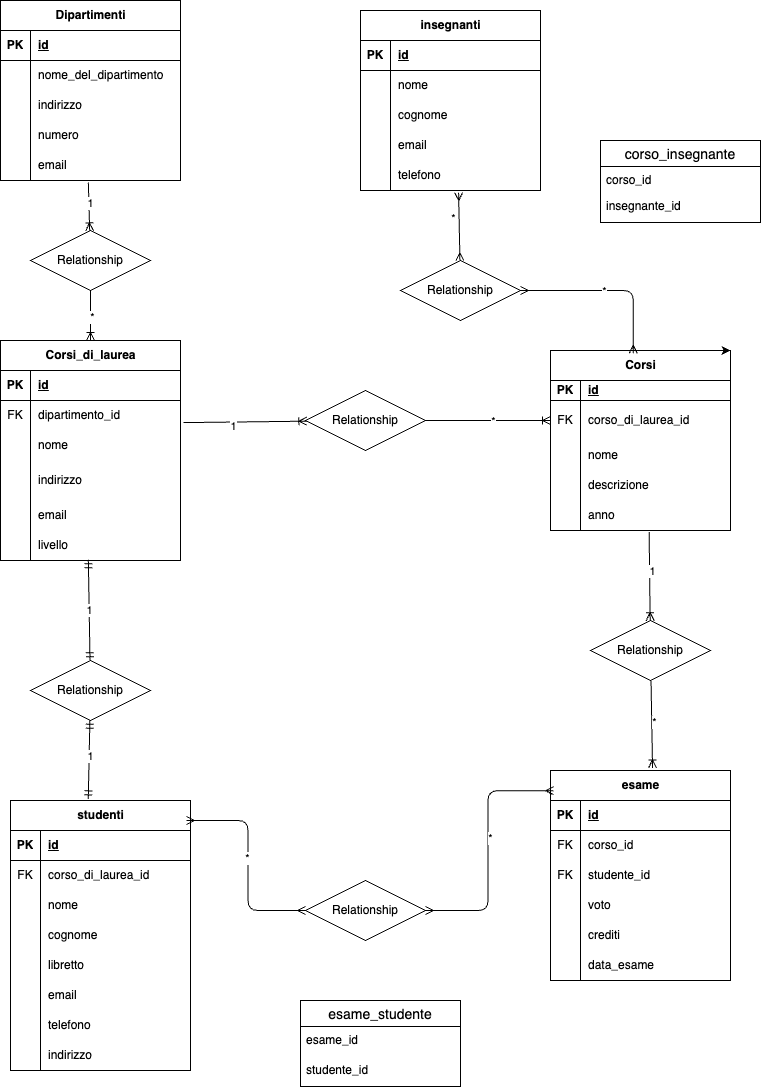 Dipartimenti
PK id
nome_del_dipartimento
indirizzo
numero
email
insegnanti
PK id
nome
cognome
email
telefono
corso_insegnante
corso_id
insegnante_id
1
Relationship
*
*
Relationship
*
Corsi_di_laurea
PK id
FK dipartimento_id
nome
indirizzo
email
livello
1
Relationship
*
Corsi
PK id
FK corso_di_laurea_id
nome
descrizione
anno
1
Relationship
1
1
Relationship
*
studenti
PK id
FK corso_di_laurea_id
nome
cognome
libretto
email
telefono
indirizzo
*
Relationship
*
esame
PK id
FK corso_id
FK studente_id
voto
crediti
data_esame
esame_studente
esame_id
studente_id